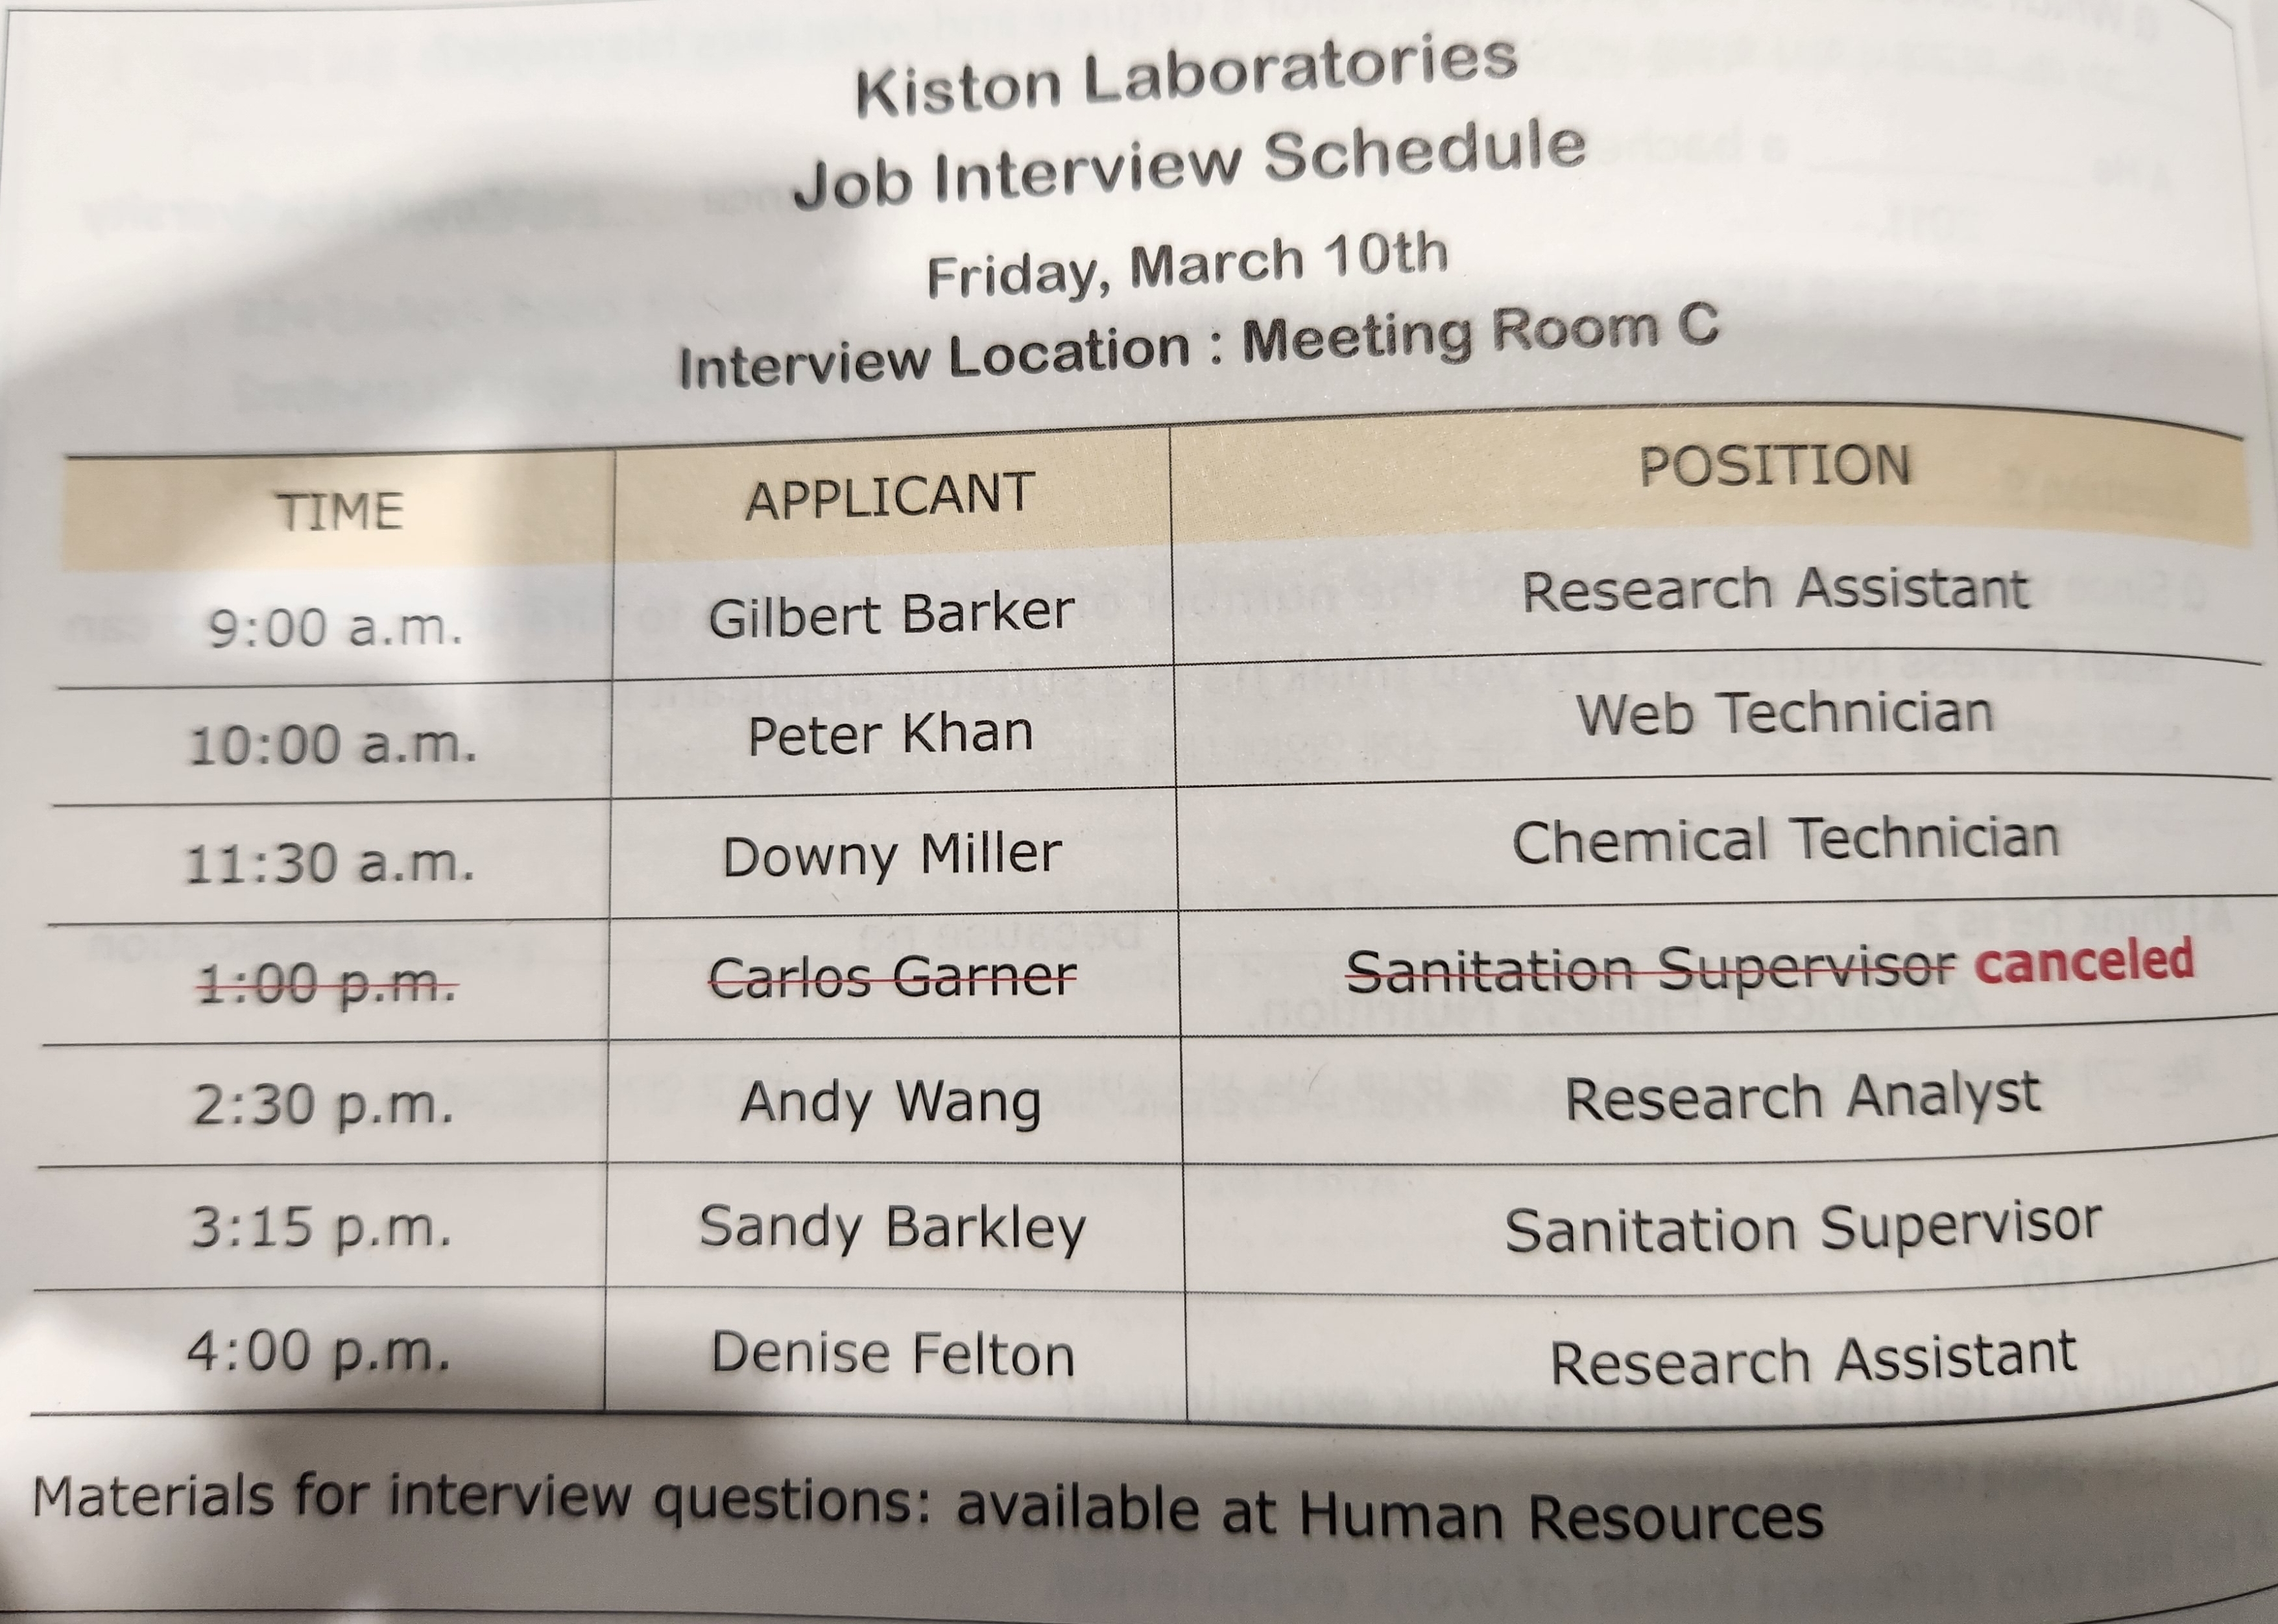 Kiston Laboratories
Job Interview Schedule
Friday, March 10th
Interview Location : Meeting Room C
TIME APPLICANT POSITION
9:00 a.m. Gilbert Barker Research Assistant
10:00 a.m. Peter Khan Web Technician
11:30 a.m. Downy Miller Chemical Technician
1:00 p.m. Carlos Garner Sanitation Supervisor canceled
2:30 p.m. Andy Wang Research Analyst
3:15 p.m. Sandy Barkley Sanitation Supervisor
4:00 p.m. Denise Felton Research Assistant
Materials for interview questions: available at Human Resources